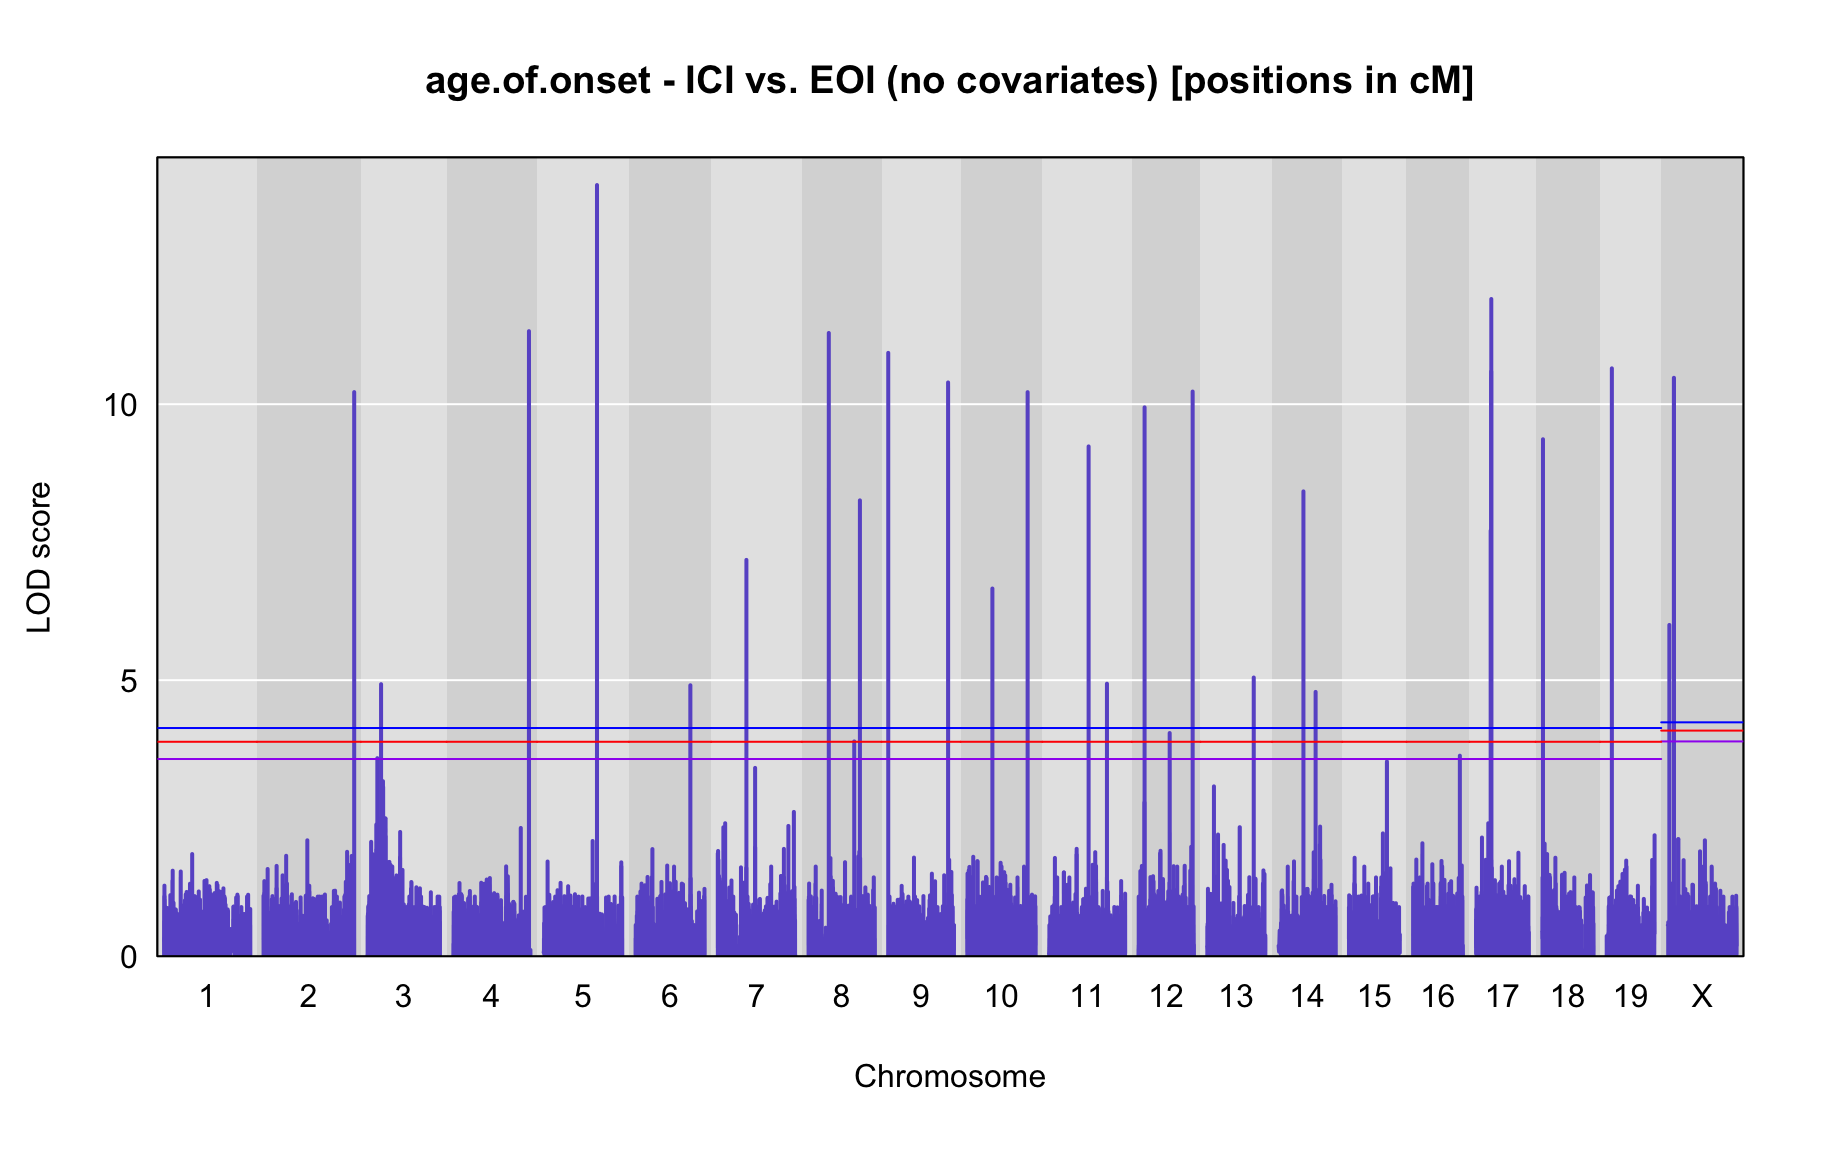 age.of.onset - ICI vs. EOI (no covariates) [positions in cM]
LOD score
10
5
0
1 2 3 4 5 6 7 8 9 10 11 12 13 14 15 16 17 18 19 X
Chromosome